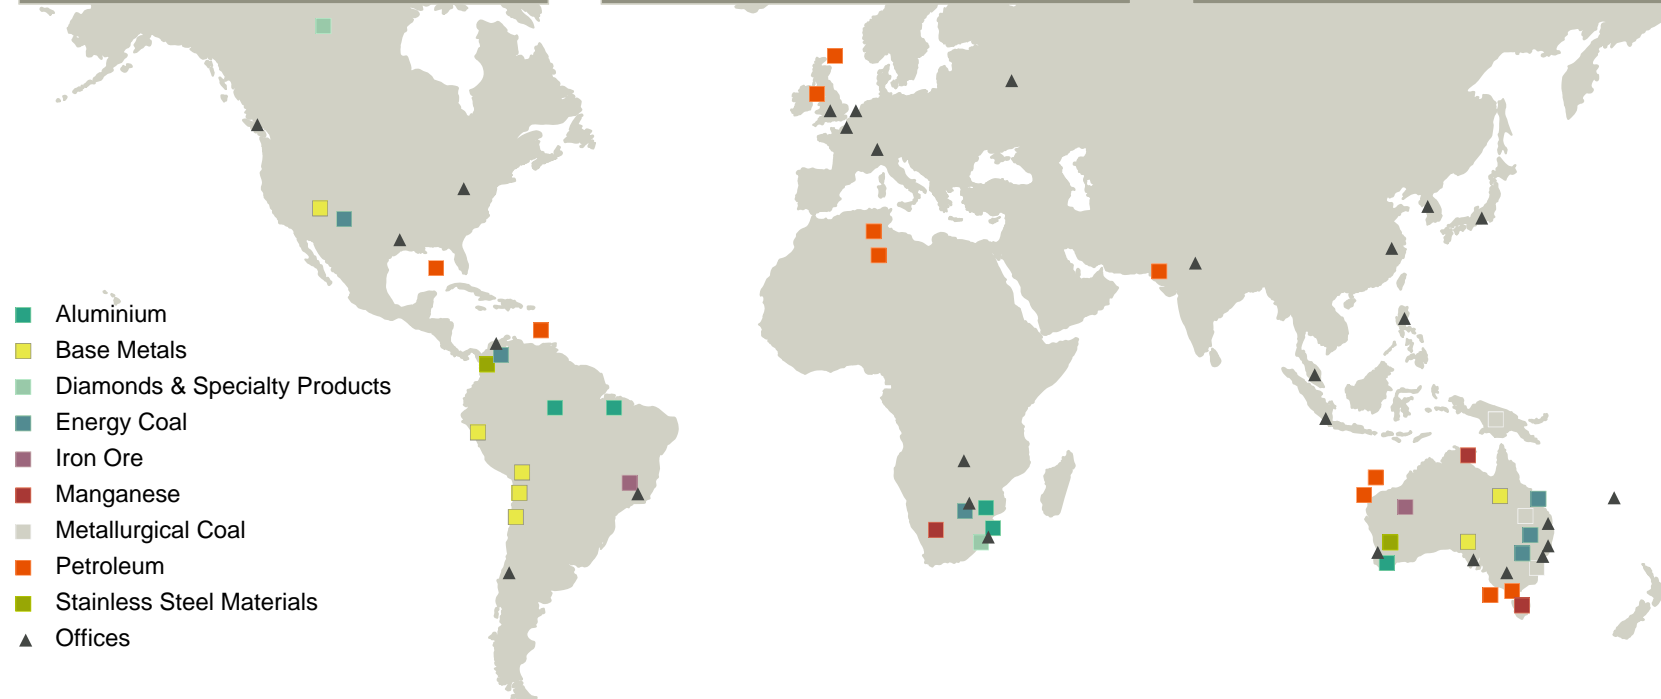 Aluminium
Base Metals
Diamonds & Specialty Products
Energy Coal
Iron Ore
Manganese
Metallurgical Coal
Petroleum
Stainless Steel Materials
Offices